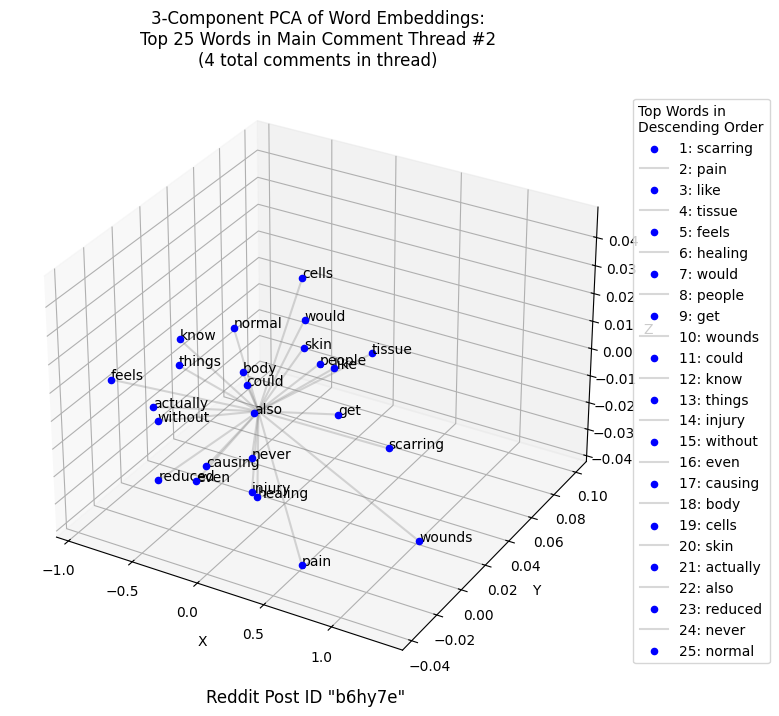 3-Component PCA of Word Embeddings:
Top 25 Words in Main Comment Thread #2
(4 total comments in thread)
Top Words in
Descending Order
1: scarring
2: pain
3: like
4: tissue
5: feels
6: healing
7: would
8: people
9: get
10: wounds
11: could
12: know
13: things
14: injury
15: without
16: even
17: causing
18: body
19: cells
20: skin
21: actually
22: also
23: reduced
24: never
25: normal
cells
would
normal
know
skin
tissue
people
like
things
body
feels
could
actually
also
get
without
scarring
never
causing
reduced
even
injury
healing
wounds
pain
0.04
0.03
0.02
0.01
0.00
−0.01
−0.02
−0.03
−0.04
Z
0.10
0.08
0.06
0.04
0.02
0.00
−0.02
−0.04
Y
−1.0
−0.5
0.0
0.5
1.0
X
Reddit Post ID "b6hy7e"